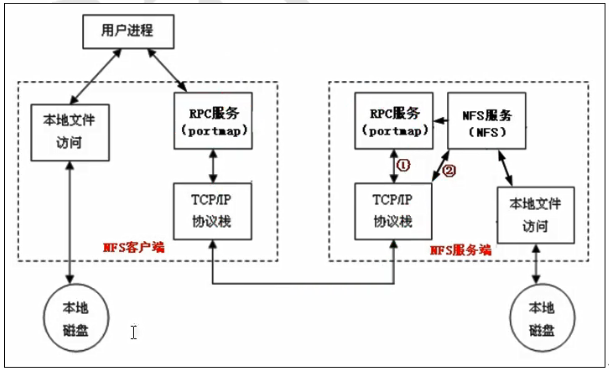 用户进程
本地文件
访问
RPC服务
(portmap)
TCP/IP
协议栈
NFS客户端
本地
磁盘
RPC服务
(portmap)
NFS服务
(NFS)
①
②
TCP/IP
协议栈
本地文件
访问
NFS服务端
本地
磁盘